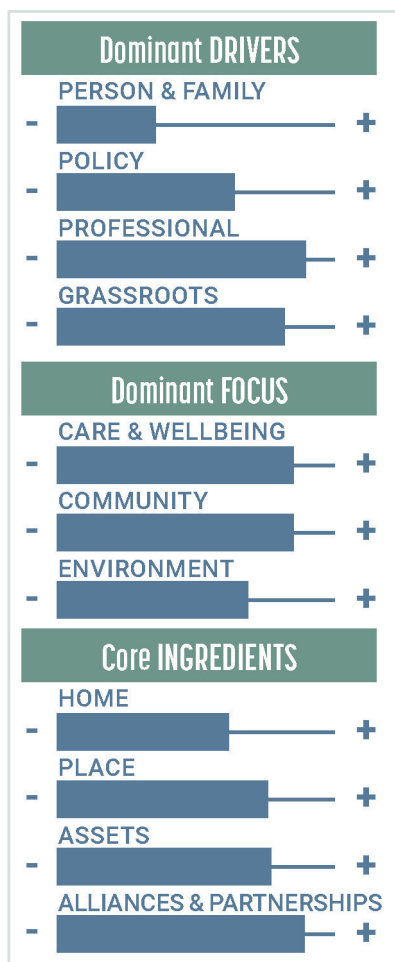 Dominant DRIVERS
PERSON & FAMILY
- +
POLICY
- +
PROFESSIONAL
- +
GRASSROOTS
- +
Dominant FOCUS
CARE & WELLBEING
- +
COMMUNITY
- +
ENVIRONMENT
- +
Core INGREDIENTS
HOME
- +
PLACE
- +
ASSETS
- +
ALLIANCES & PARTNERSHIPS
- +